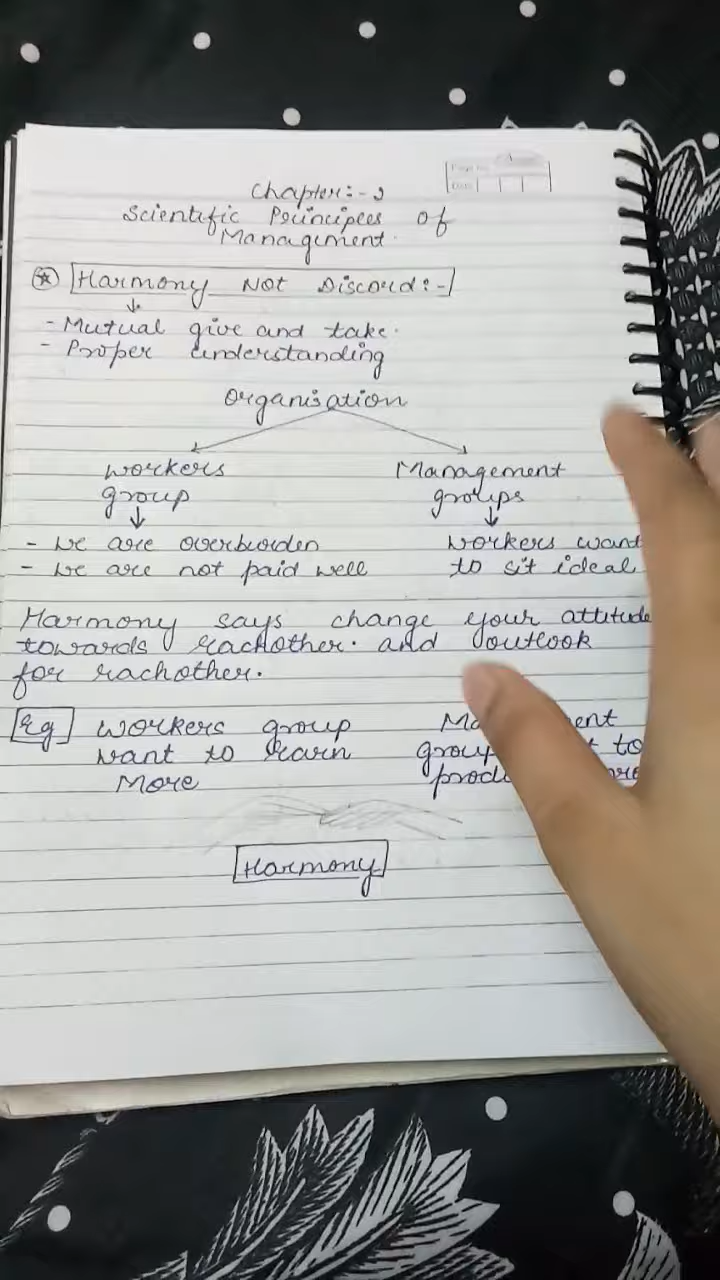 Chapter:- 2
Scientific Principles of
Management.
Harmony Not Discord:-
- Mutual give and take.
- Proper understanding
Organisation
Workers Management
group groups
- We are overburden workers want
- We are not paid well to sit ideal
Harmony says change your attitude
towards eachother. and outlook
for eachother.
Eg Workers group
want to earn group to
More
Harmony